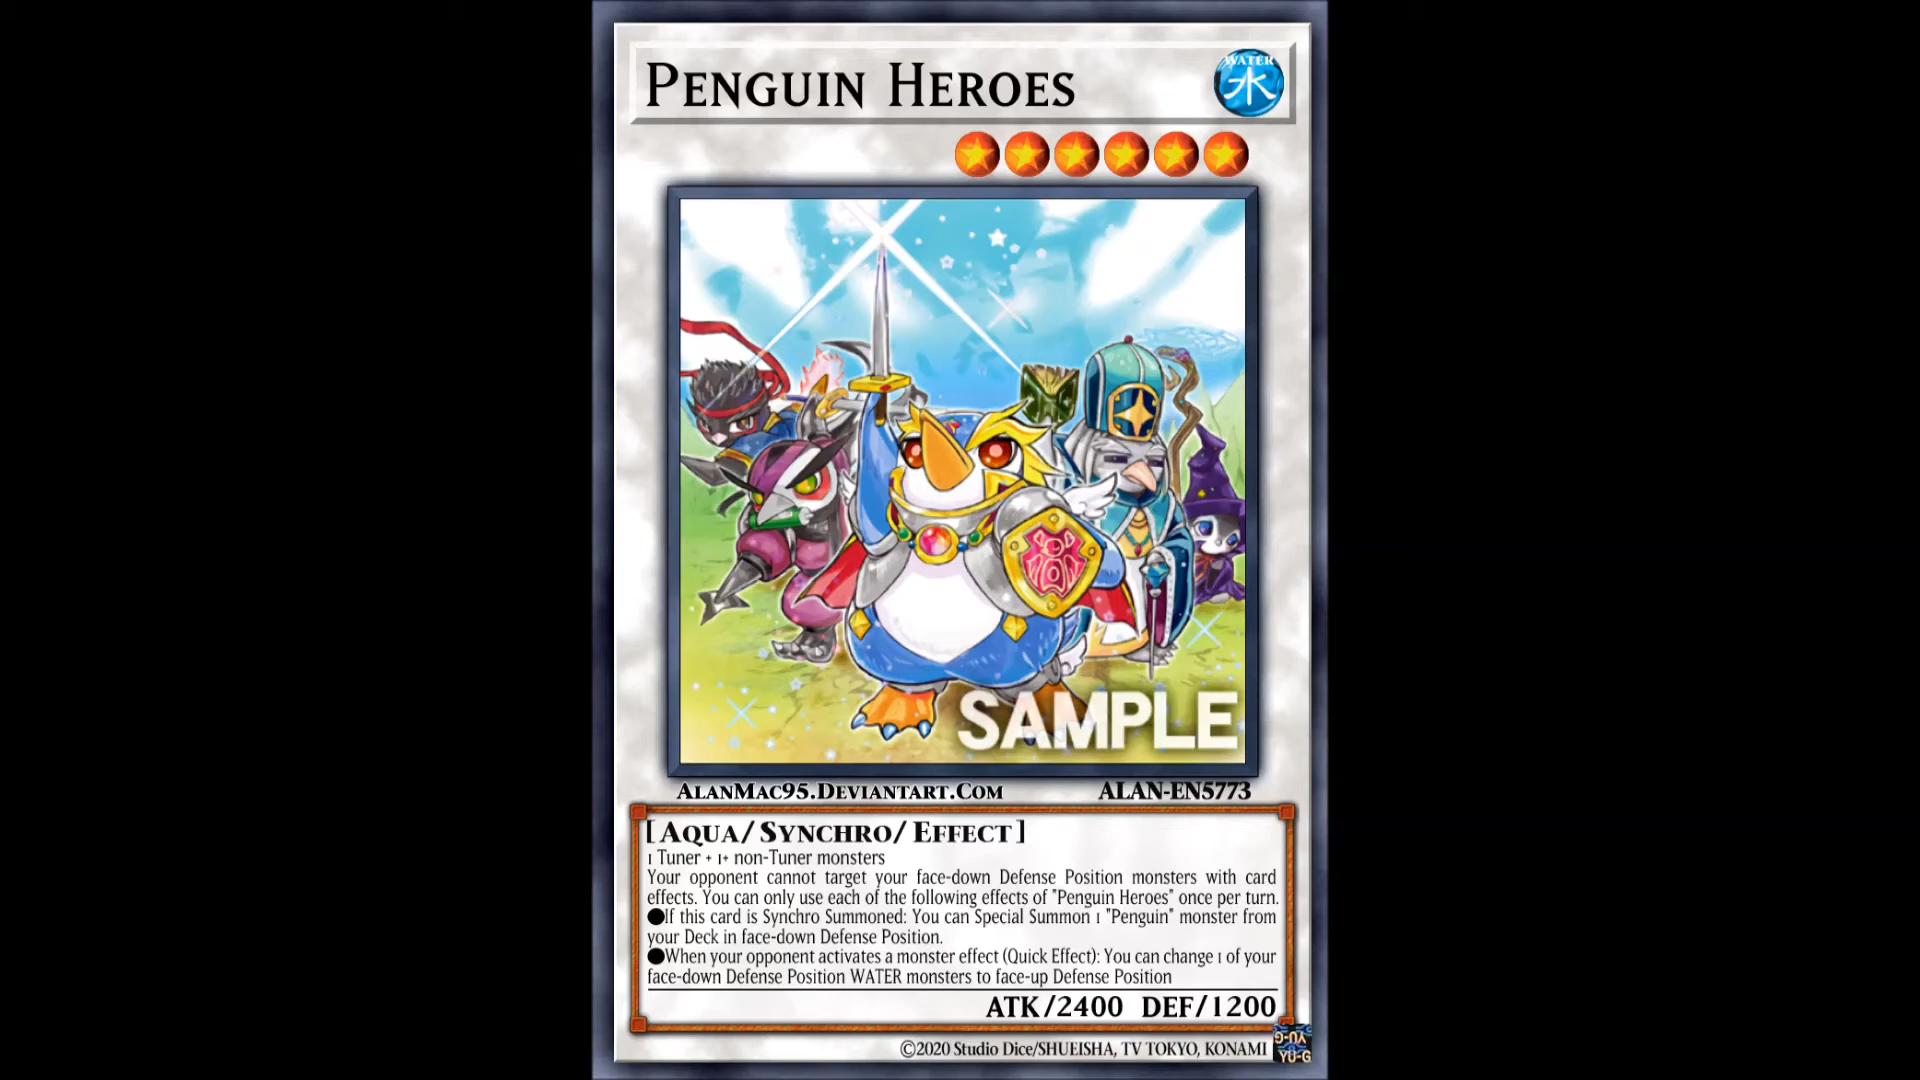 Penguin Heroes
WATER
水
SAMPLE
AlanMac95.Deviantart.Com ALAN-EN5773
[Aqua/Synchro/Effect]
1 Tuner + 1+ non-Tuner monsters
Your opponent cannot target your face-down Defense Position monsters with card
effects. You can only use each of the following effects of "Penguin Heroes" once per turn.
●If this card is Synchro Summoned: You can Special Summon 1 "Penguin" monster from
your Deck in face-down Defense Position.
●When your opponent activates a monster effect (Quick Effect): You can change 1 of your
face-down Defense Position WATER monsters to face-up Defense Position
ATK/2400 DEF/1200
©2020 Studio Dice/SHUEISHA, TV TOKYO, KONAMI